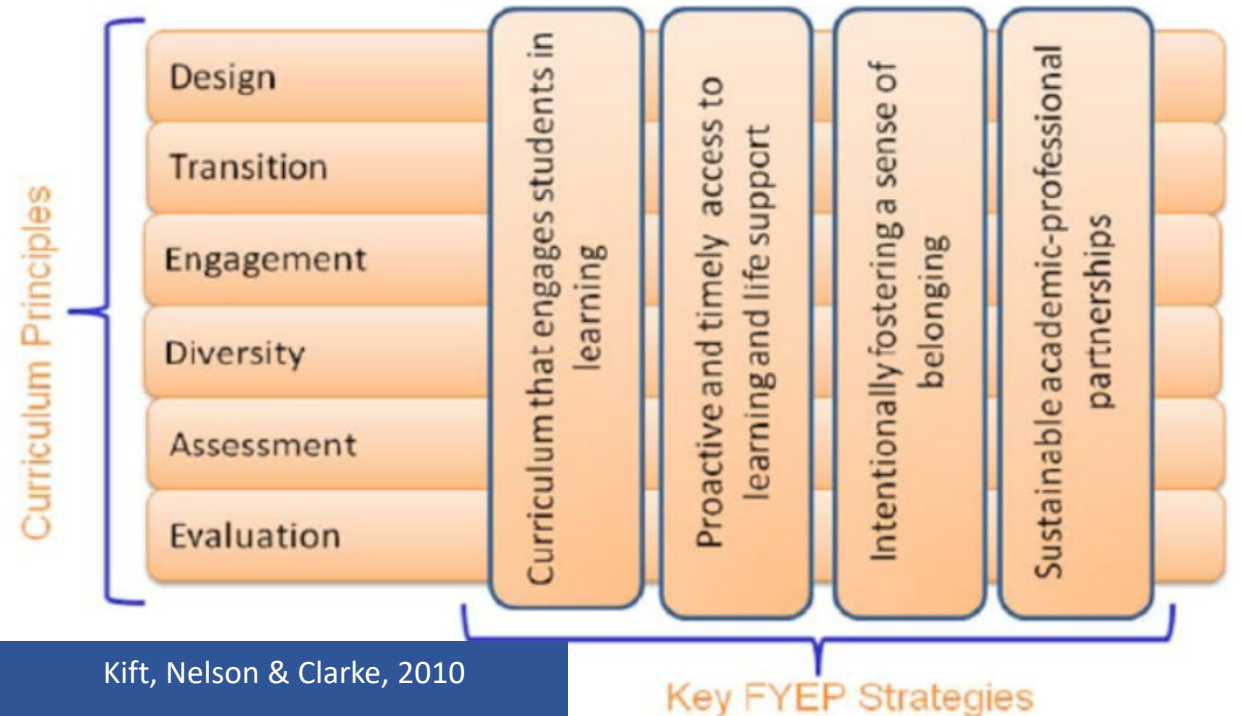 Curriculum Principles
Design
Transition
Engagement
Diversity
Assessment
Evaluation
Curriculum that engages students in
learning
Proactive and timely access to
learning and life support
Intentionally fostering a sense of
belonging
Sustainable academic-professional
partnerships
Kift, Nelson & Clarke, 2010
Key FYEP Strategies